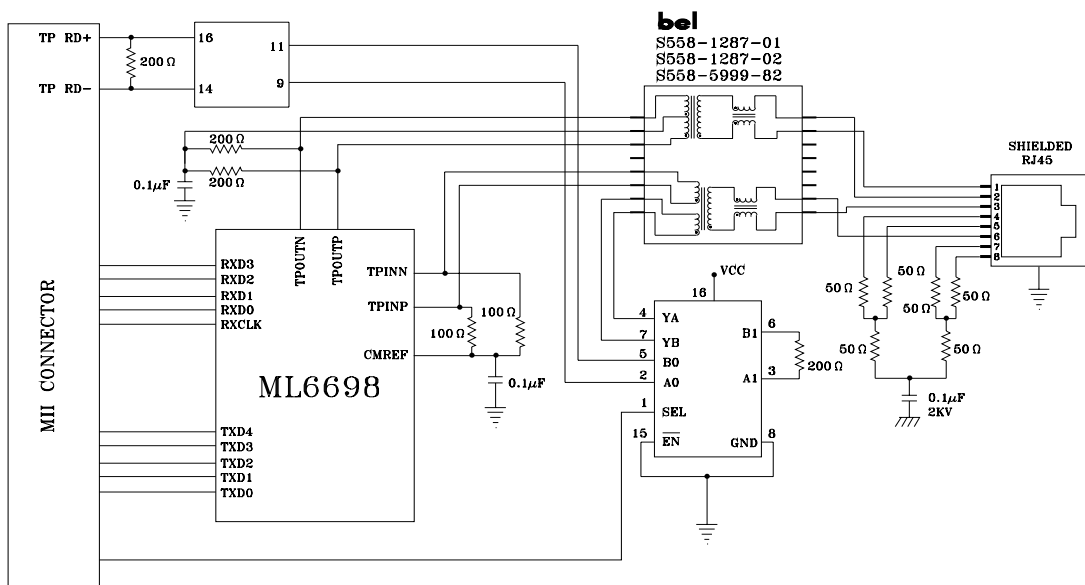 bel
S558-1287-01
S558-1287-02
S558-5999-82
TP RD+
200 Ω
TP RD-
16
14
11
9
200 Ω
200 Ω
0.1µF
SHIELDED
RJ45
1
2
3
4
5
6
7
8
TPOUTN
TPOUTP
RXD3
RXD2
RXD1
RXD0
RXCLK
TPINN
TPINP
100 Ω
100 Ω
CMREF
0.1µF
ML6698
TXD4
TXD3
TXD2
TXD1
TXD0
MII CONNECTOR
VCC
16
4
YA
7
YB
5
B0
2
A0
1
SEL
15
EN
B1
6
200 Ω
A1
3
GND
8
50 Ω
50 Ω
50 Ω
50 Ω
50 Ω
50 Ω
0.1µF
2KV